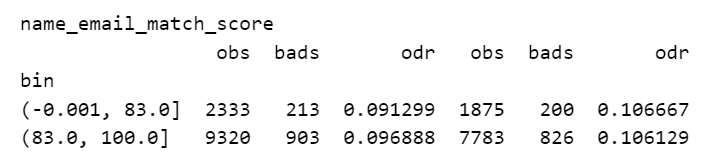 name_email_match_score
obs bads odr obs bads odr
bin
(-0.001, 83.0] 2333 213 0.091299 1875 200 0.106667
(83.0, 100.0] 9320 903 0.096888 7783 826 0.106129